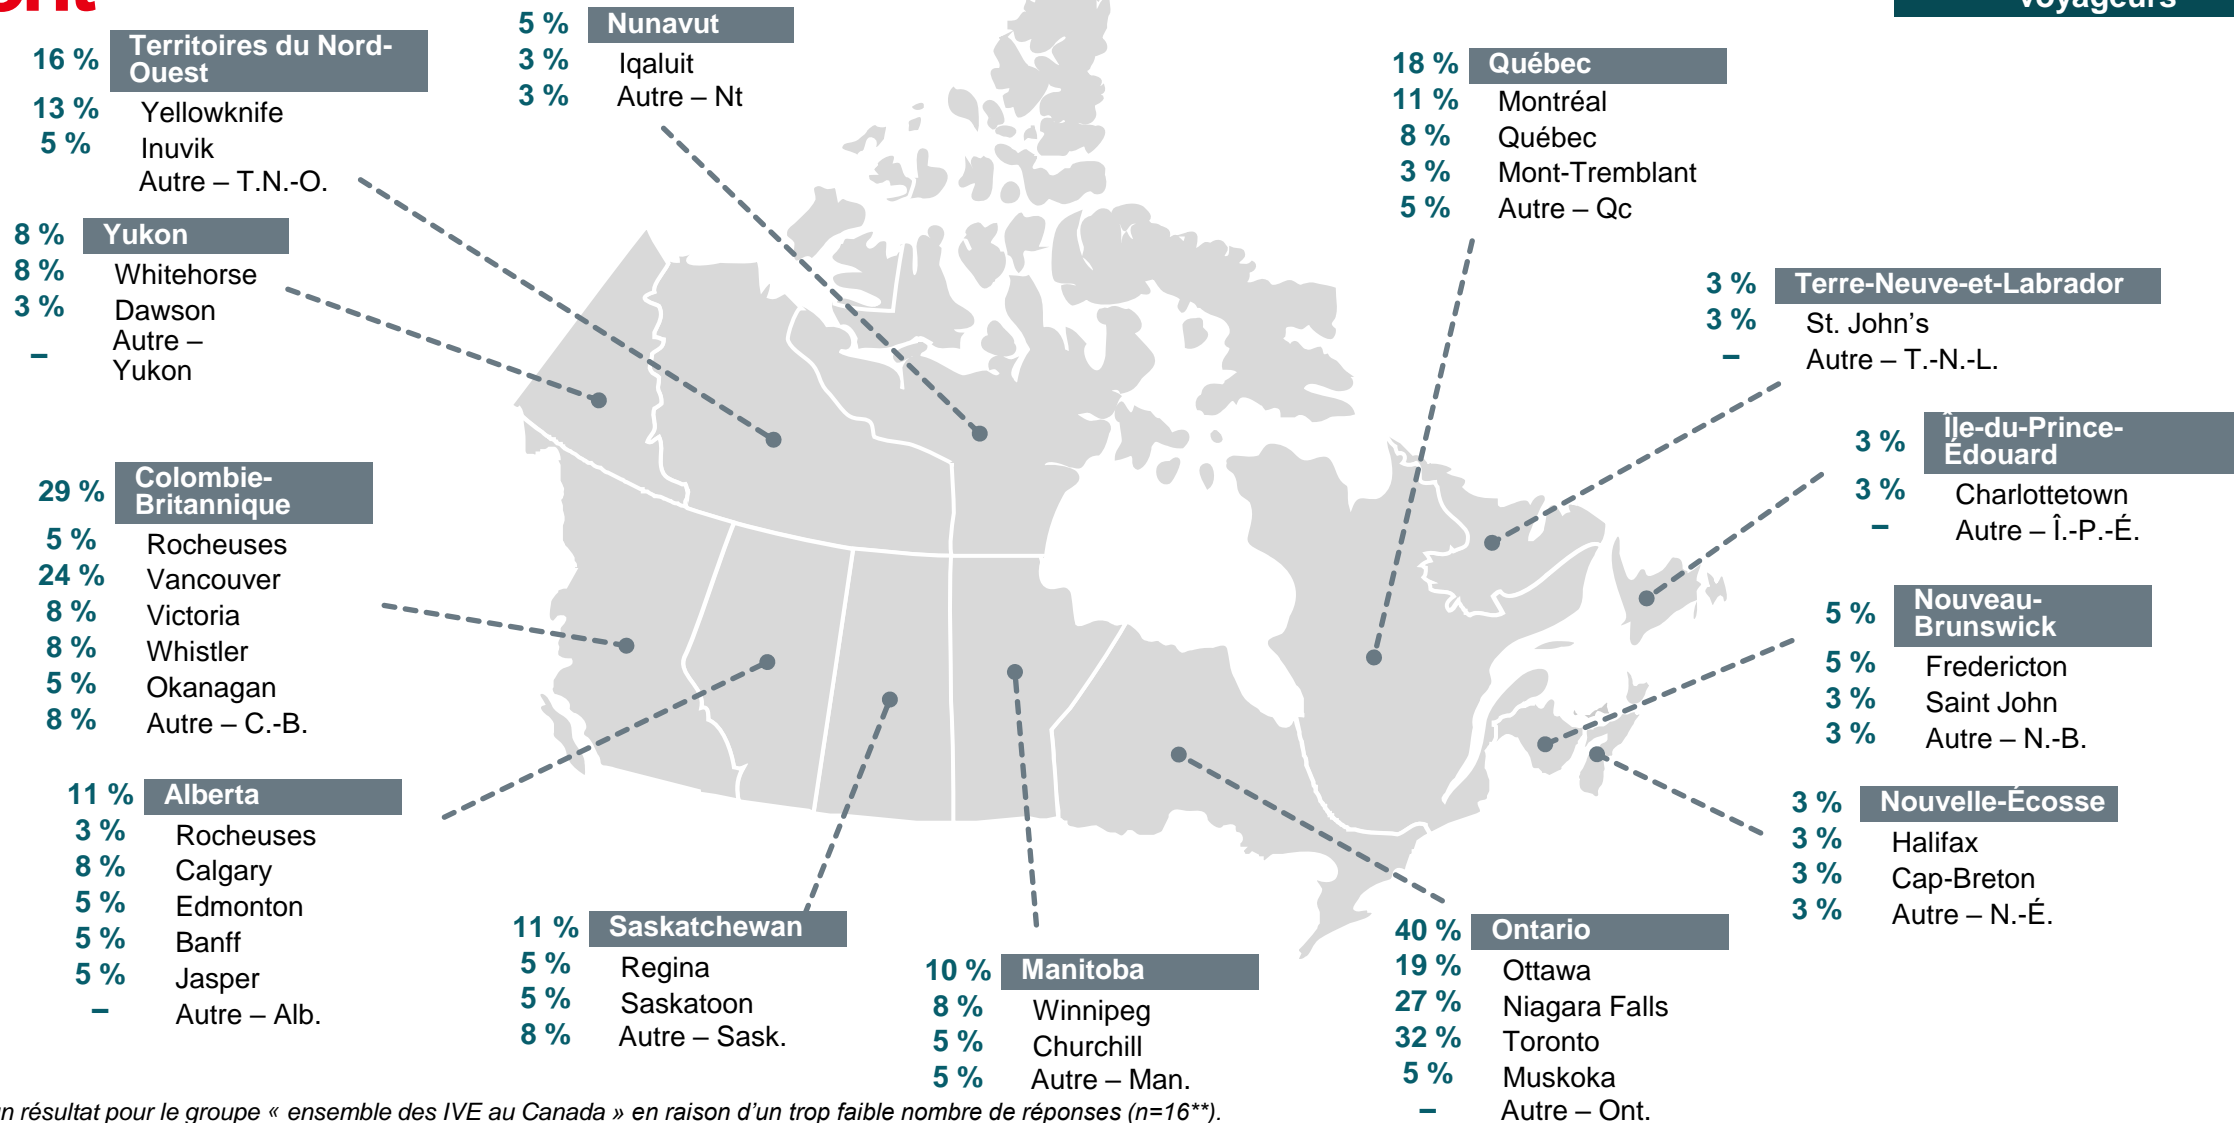 voyageurs
16 % Territoires du Nord-
Ouest
13 % Yellowknife
5 % Inuvik
Autre – T.N.-O.
5 % Nunavut
3 % Iqaluit
3 % Autre – Nt
18 % Québec
11 % Montréal
8 % Québec
3 % Mont-Tremblant
5 % Autre – Qc
8 % Yukon
8 % Whitehorse
3 % Dawson
– Autre –
Yukon
3 % Terre-Neuve-et-Labrador
3 % St. John’s
– Autre – T.-N.-L.
3 % Île-du-Prince-
Édouard
3 % Charlottetown
– Autre – Î.-P.-É.
29 % Colombie-
Britannique
5 % Rocheuses
24 % Vancouver
8 % Victoria
8 % Whistler
5 % Okanagan
8 % Autre – C.-B.
5 % Nouveau-
Brunswick
5 % Fredericton
3 % Saint John
3 % Autre – N.-B.
11 % Alberta
3 % Rocheuses
8 % Calgary
5 % Edmonton
5 % Banff
5 % Jasper
– Autre – Alb.
3 % Nouvelle-Écosse
3 % Halifax
3 % Cap-Breton
3 % Autre – N.-É.
11 % Saskatchewan
5 % Regina
5 % Saskatoon
8 % Autre – Sask.
10 % Manitoba
8 % Winnipeg
5 % Churchill
5 % Autre – Man.
40 % Ontario
19 % Ottawa
27 % Niagara Falls
32 % Toronto
5 % Muskoka
– Autre – Ont.
résultat pour le groupe « ensemble des IVE au Canada » en raison d’un trop faible nombre de réponses (n=16**).